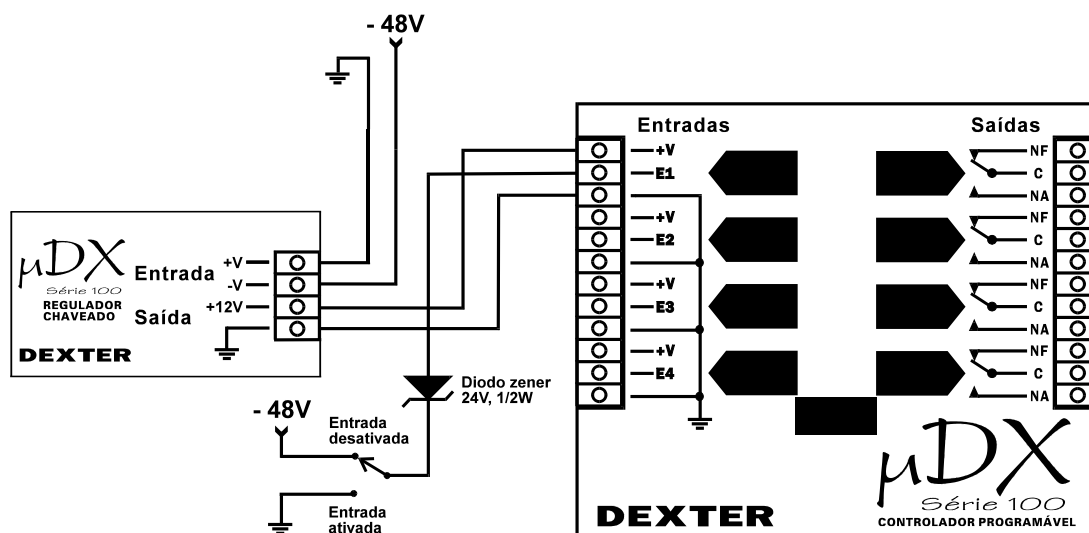 - 48V
Entradas
Saídas
+V
E1
+V
E2
+V
E3
+V
E4
NF
C
NA
NF
C
NA
NF
C
NA
NF
C
NA
µDX
Série 100
REGULADOR
CHAVEADO
DEXTER
Entrada
Saída
+V
-V
+12V
Diodo zener
24V, 1/2W
- 48V
Entrada
desativada
Entrada
ativada
DEXTER
µDX
Série 100
CONTROLADOR PROGRAMÁVEL